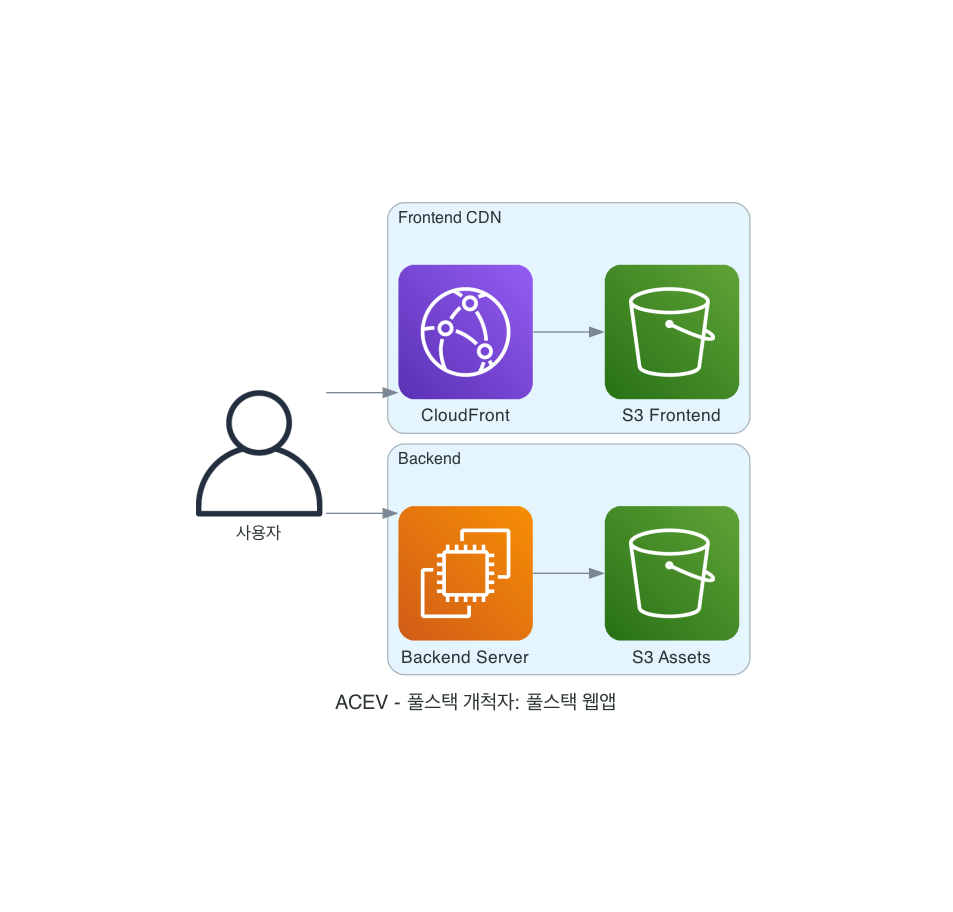 Frontend CDN
CloudFront
S3 Frontend
사용자
Backend
Backend Server
S3 Assets
ACEV - 풀스택 개척자: 풀스택 웹앱